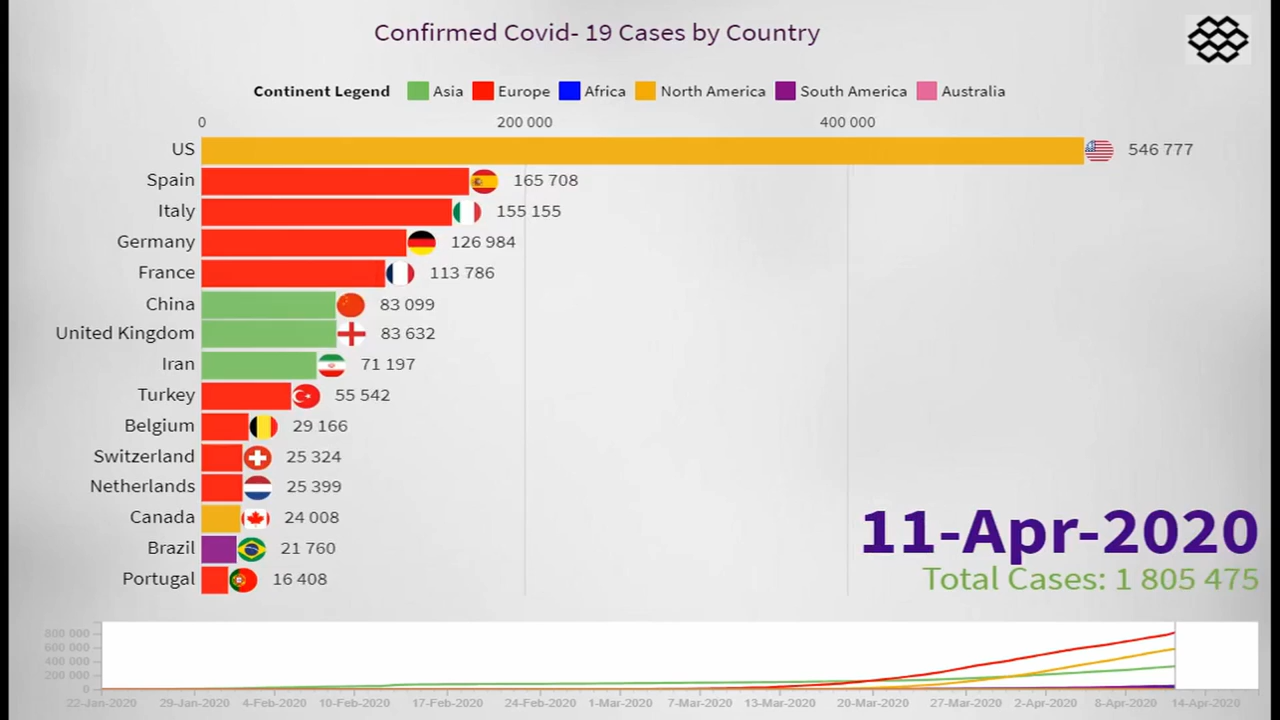 Confirmed Covid- 19 Cases by Country
Continent Legend Asia Europe Africa North America South America Australia
0 200 000 400 000
US 546 777
Spain 165 708
Italy 155 155
Germany 126 984
France 113 786
China 83 099
United Kingdom 83 632
Iran 71 197
Turkey 55 542
Belgium 29 166
Switzerland 25 324
Netherlands 25 399
Canada 24 008
Brazil 21 760
Portugal 16 408
11-Apr-2020
Total Cases: 1 805 475
800 000
600 000
400 000
200 000
0
22-Jan-2020 29-Jan-2020 4-Feb-2020 10-Feb-2020 17-Feb-2020 24-Feb-2020 1-Mar-2020 7-Mar-2020 13-Mar-2020 20-Mar-2020 27-Mar-2020 2-Apr-2020 8-Apr-2020 14-Apr-2020